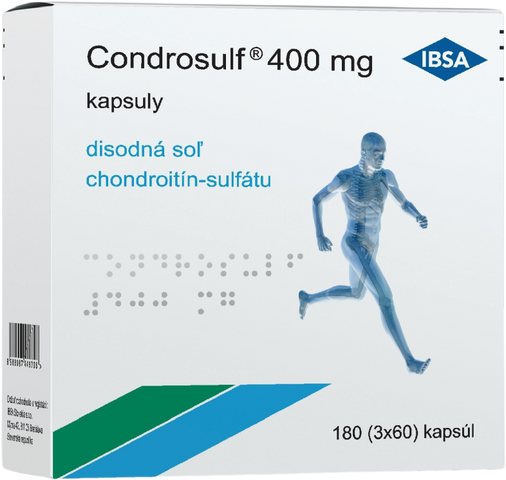 Condrosulf® 400 mg
IBSA
kapsuly
disodná soľ
chondroitín-sulfátu
180 (3x60) kapsúl